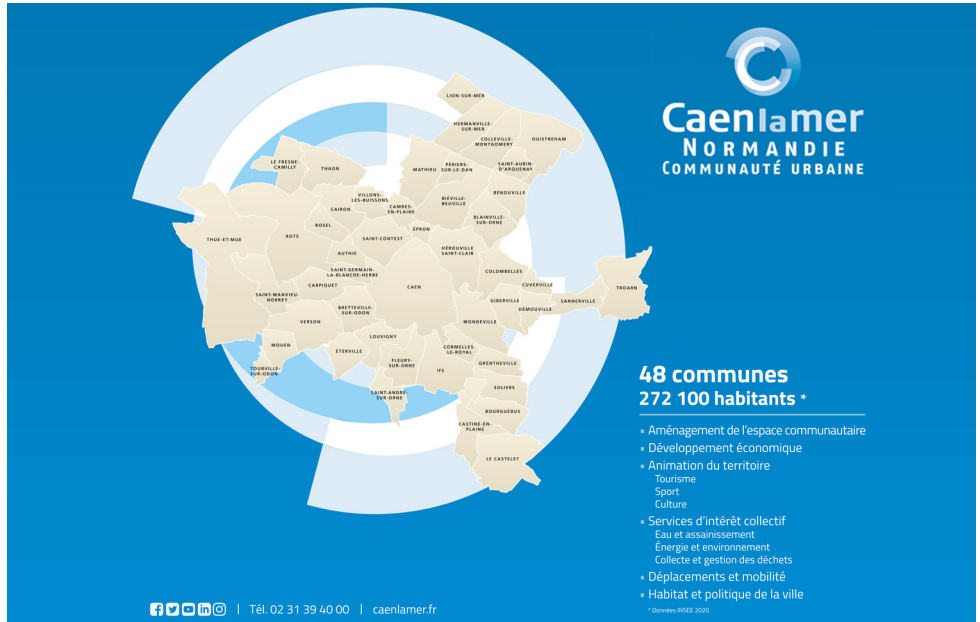 LION-SUR-MER
HERMANVILLE-
SUR-MER
COLLEVILLE-
MONTGOMERY
OUISTREHAM
LE FRESNE-
CAMILLY
THAON
MATHIEU
PÉRIERS-
SUR-LE-DAN
SAINT-AUBIN-
D'ARQUENAY
BÉNOUVILLE
VILLONS-
LES-BUISSONS
CAMBES-
EN-PLAINE
BIÉVILLE-
BEUVILLE
CAIRON
BLAINVILLE-
SUR-ORNE
ROSEL
ÉPRON
THUE-ET-MUE
ROTS
SAINT-CONTEST
HÉROUVILLE
SAINT-CLAIR
AUTHIE
SAINT-GERMAIN-
LA-BLANCHE-HERBE
COLOMBELLES
CARPIQUET
CAEN
CUVERVILLE
TROARN
SAINT-MANVIEU-
NORREY
GIBERVILLE
SANNERVILLE
BRETTEVILLE-
SUR-ODON
DÉMOUVILLE
VERSON
MONDEVILLE
LOUVIGNY
MOUEN
ÉTERVILLE
CORMELLES-
LE-ROYAL
FLEURY-
SUR-ORNE
IFS
GRENTHEVILLE
TOURVILLE-
SUR-ODON
SAINT-ANDRÉ-
SUR-ORNE
SOLIERS
BOURGUÉBUS
CASTINE-EN-
PLAINE
LE CASTELET
Caenlamer
NORMANDIE
COMMUNAUTÉ URBAINE
48 communes
272 100 habitants *
▪ Aménagement de l'espace communautaire
▪ Développement économique
▪ Animation du territoire
Tourisme
Sport
Culture
▪ Services d'intérêt collectif
Eau et assainissement
Énergie et environnement
Collecte et gestion des déchets
▪ Déplacements et mobilité
▪ Habitat et politique de la ville
* Données INSEE 2020
| Tél. 02 31 39 40 00 | caenlamer.fr